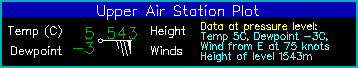 Upper Air Station Plot
Temp (C) 5 543 Height
Dewpoint -3 Winds
Data at pressure level:
Temp 5C, Dewpoint -3C,
Wind from E at 75 knots
Height of level 1543m